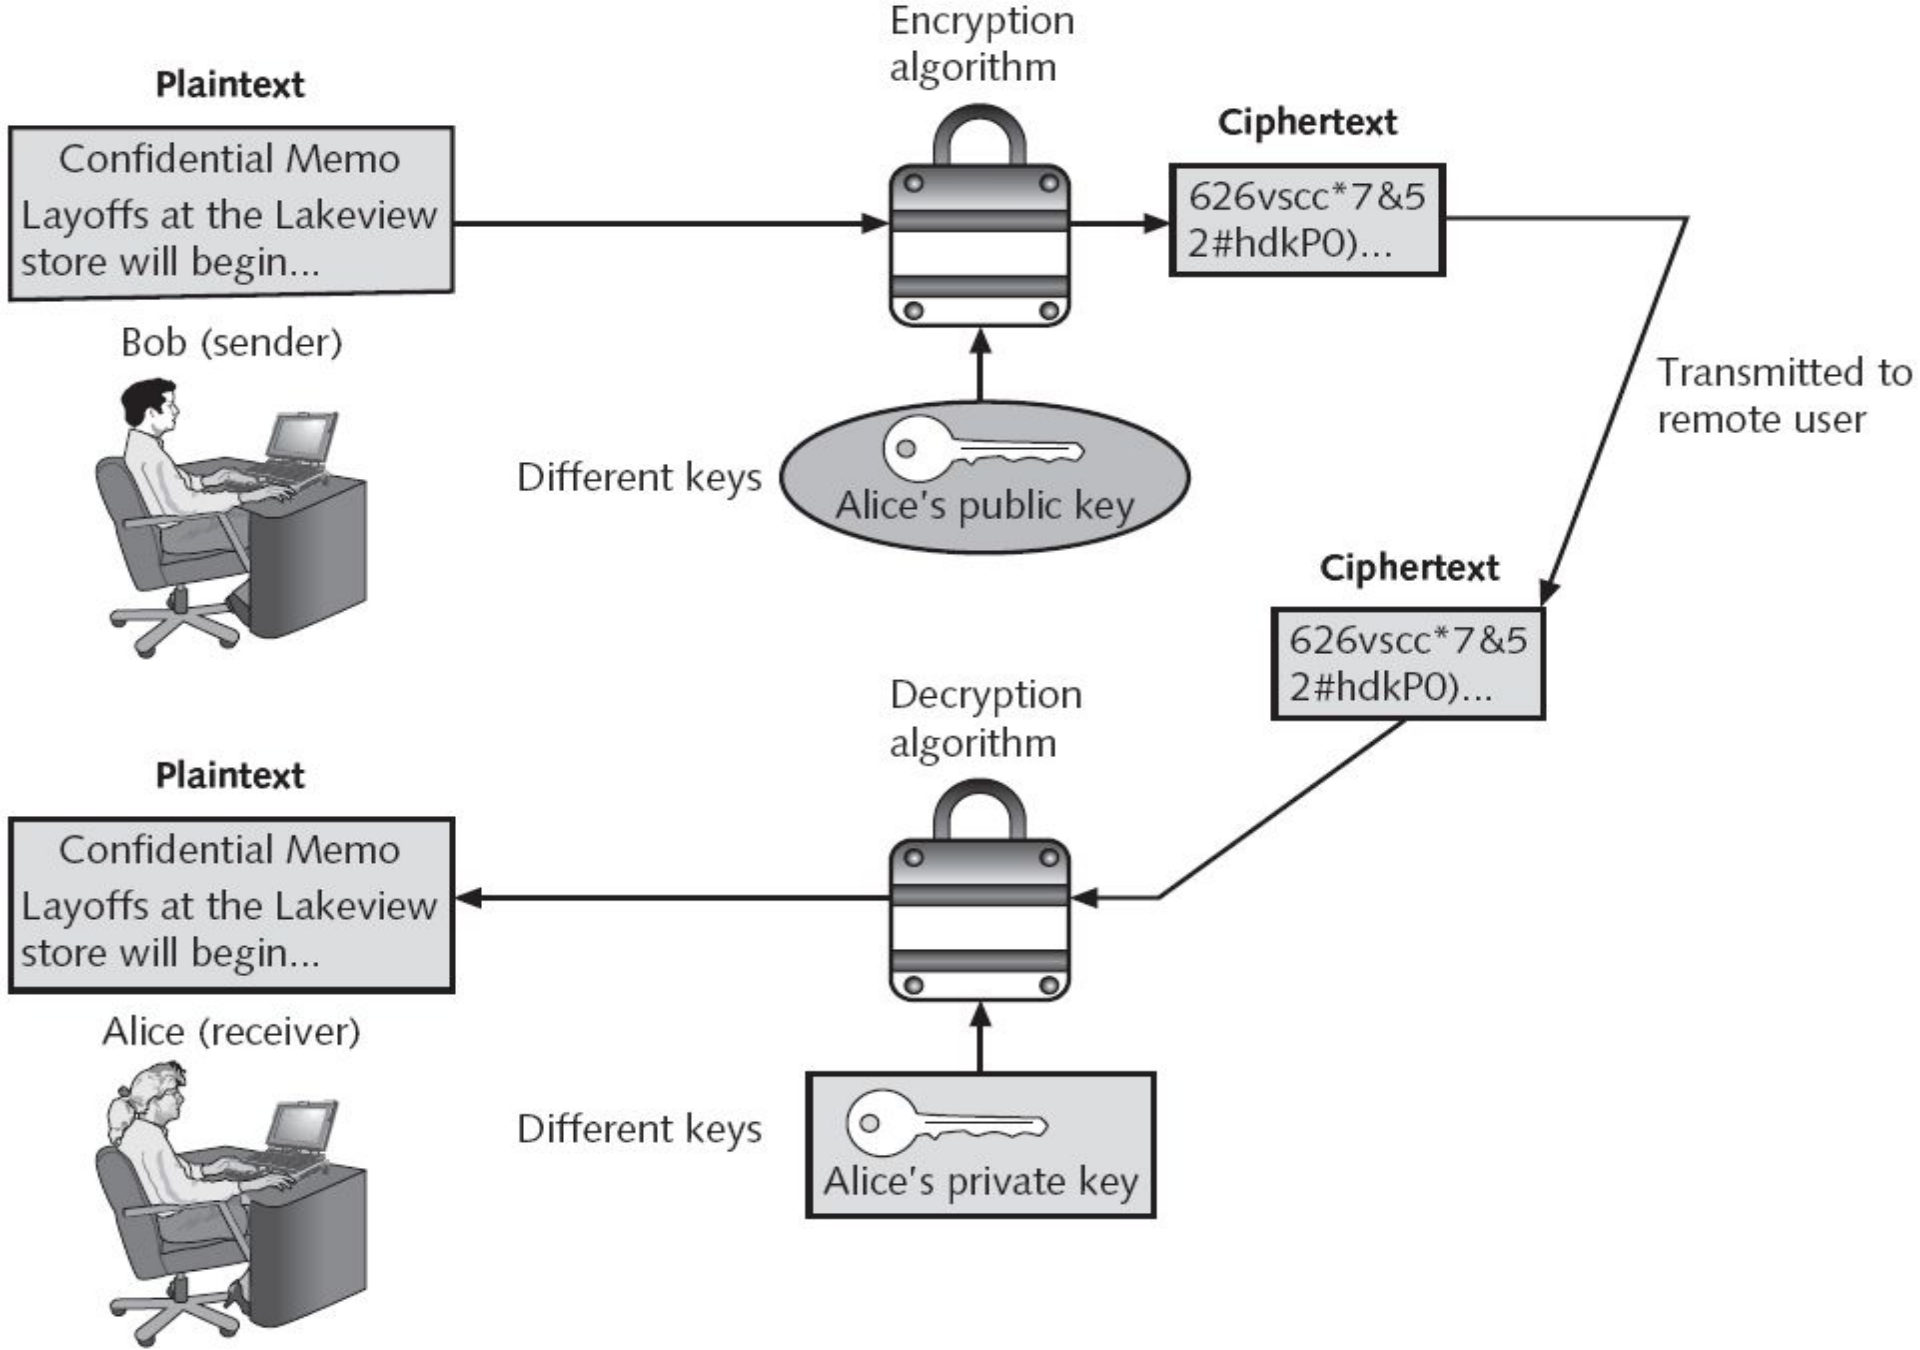 Encryption
algorithm
Plaintext
Confidential Memo
Layoffs at the Lakeview
store will begin...
Ciphertext
626vscc*7&5
2#hdkP0)...
Bob (sender)
Transmitted to
remote user
Different keys
Alice's public key
Ciphertext
626vscc*7&5
2#hdkP0)...
Decryption
algorithm
Plaintext
Confidential Memo
Layoffs at the Lakeview
store will begin...
Alice (receiver)
Different keys
Alice's private key